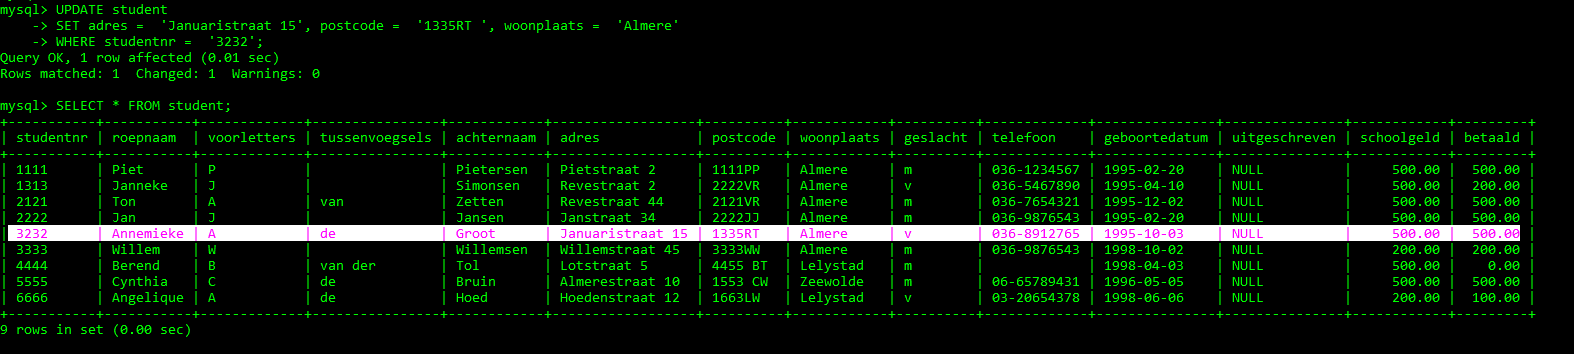 mysql> UPDATE student
    -> SET adres =  'Januaristraat 15', postcode =  '1335RT ', woonplaats =  'Almere'
    -> WHERE studentnr =  '3232';
Query OK, 1 row affected (0.01 sec)
Rows matched: 1  Changed: 1  Warnings: 0

mysql> SELECT * FROM student;
+-----------+----------+-------------+----------------+------------+------------------+----------+------------+----------+-------------+---------------+---------------+------------+---------+
| studentnr | roepnaam | voorletters | tussenvoegsels | achternaam | adres            | postcode | woonplaats | geslacht | telefoon    | geboortedatum | uitgeschreven | schoolgeld | betaald |
+-----------+----------+-------------+----------------+------------+------------------+----------+------------+----------+-------------+---------------+---------------+------------+---------+
| 1111      | Piet     | P           |                | Pietersen  | Pietstraat 2     | 1111PP   | Almere     | m        | 036-1234567 | 1995-02-20    | NULL          |     500.00 |  500.00 |
| 1313      | Janneke  | J           |                | Simonsen   | Revestraat 2     | 2222VR   | Almere     | v        | 036-5467890 | 1995-04-10    | NULL          |     500.00 |  200.00 |
| 2121      | Ton      | A           | van            | Zetten     | Revestraat 44    | 2121VR   | Almere     | m        | 036-7654321 | 1995-12-02    | NULL          |     500.00 |  500.00 |
| 2222      | Jan      | J           |                | Jansen     | Janstraat 34     | 2222JJ   | Almere     | m        | 036-9876543 | 1995-02-20    | NULL          |     500.00 |  500.00 |
| 3232      | Annemieke | A           | de             | Groot      | Januaristraat 15 | 1335RT   | Almere     | v        | 036-8912765 | 1995-10-03    | NULL          |     500.00 |  500.00 |
| 3333      | Willem   | W           |                | Willemsen  | Willemstraat 45  | 3333WW   | Almere     | m        | 036-9876543 | 1998-10-02    | NULL          |     200.00 |  200.00 |
| 4444      | Berend   | B           | van der        | Tol        | Lotstraat 5      | 4455 BT  | Lelystad   | m        |             | 1998-04-03    | NULL          |     500.00 |    0.00 |
| 5555      | Cynthia  | C           | de             | Bruin      | Almerestraat 10  | 1553 CW  | Zeewolde   | m        | 06-65789431 | 1996-05-05    | NULL          |     500.00 |  500.00 |
| 6666      | Angelique | A           | de             | Hoed       | Hoedenstraat 12  | 1663LW   | Lelystad   | v        | 03-20654378 | 1998-06-06    | NULL          |     200.00 |  100.00 |
+-----------+----------+-------------+----------------+------------+------------------+----------+------------+----------+-------------+---------------+---------------+------------+---------+
9 rows in set (0.00 sec)